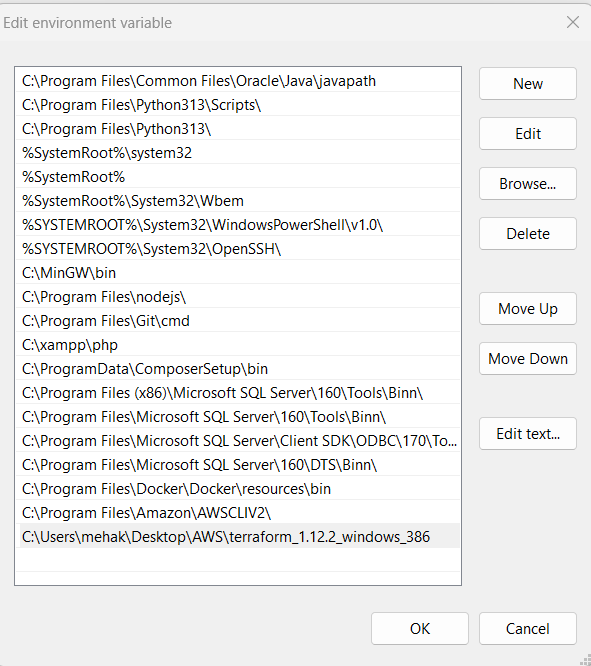 Edit environment variable
C:\Program Files\Common Files\Oracle\Java\javapath
C:\Program Files\Python313\Scripts\
C:\Program Files\Python313\
%SystemRoot%\system32
%SystemRoot%
%SystemRoot%\System32\Wbem
%SYSTEMROOT%\System32\WindowsPowerShell\v1.0\
%SYSTEMROOT%\System32\OpenSSH\
C:\MinGW\bin
C:\Program Files\nodejs\
C:\Program Files\Git\cmd
C:\xampp\php
C:\ProgramData\ComposerSetup\bin
C:\Program Files (x86)\Microsoft SQL Server\160\Tools\Binn\
C:\Program Files\Microsoft SQL Server\160\Tools\Binn\
C:\Program Files\Microsoft SQL Server\Client SDK\ODBC\170\To...
C:\Program Files\Microsoft SQL Server\160\DTS\Binn\
C:\Program Files\Docker\Docker\resources\bin
C:\Program Files\Amazon\AWSCLIV2\
C:\Users\mehak\Desktop\AWS\terraform_1.12.2_windows_386
New
Edit
Browse...
Delete
Move Up
Move Down
Edit text...
OK
Cancel